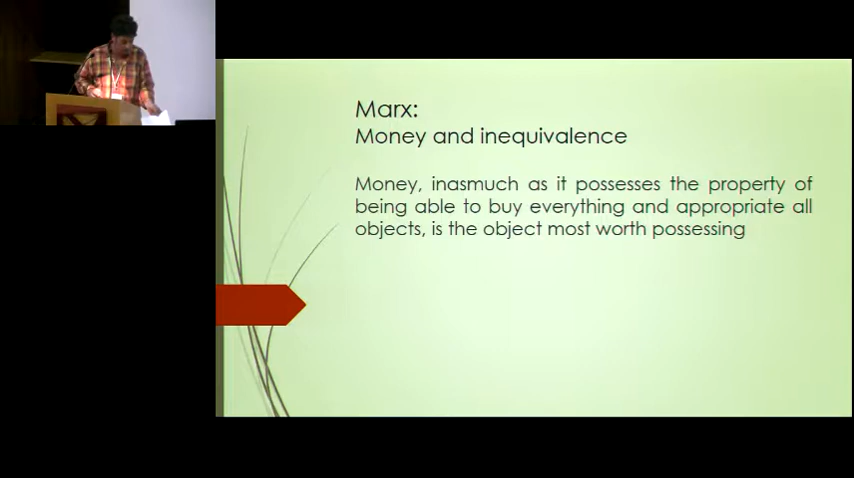 Marx:
Money and inequivalence
Money, inasmuch as it possesses the property of
being able to buy everything and appropriate all
objects, is the object most worth possessing